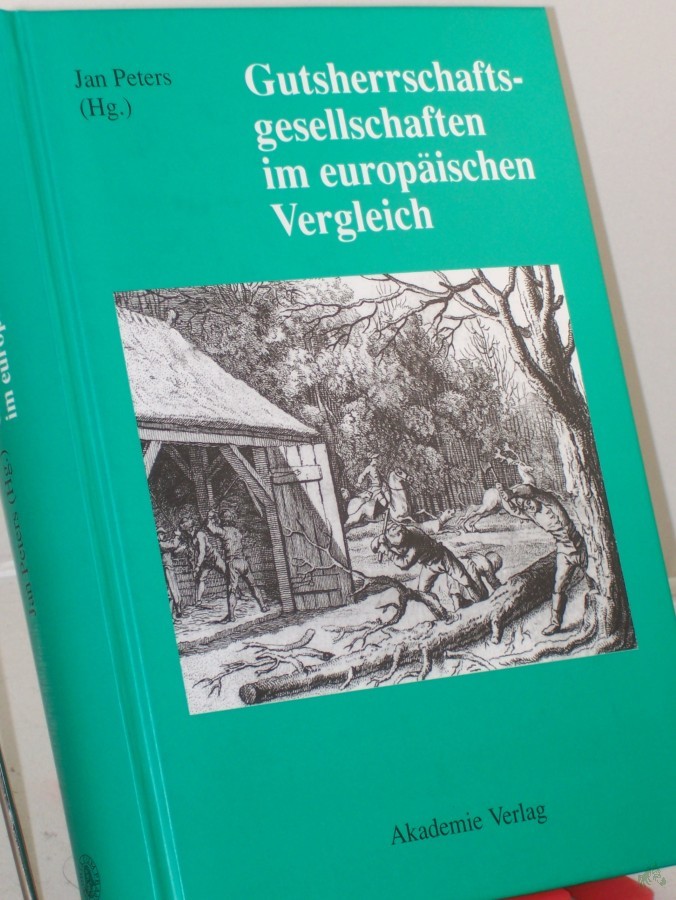 Jan Peters
(Hg.)
Gutsherrschafts-
gesellschaften
im europäischen
Vergleich
Akademie Verlag
im europ
Jan Peters (Hg.)